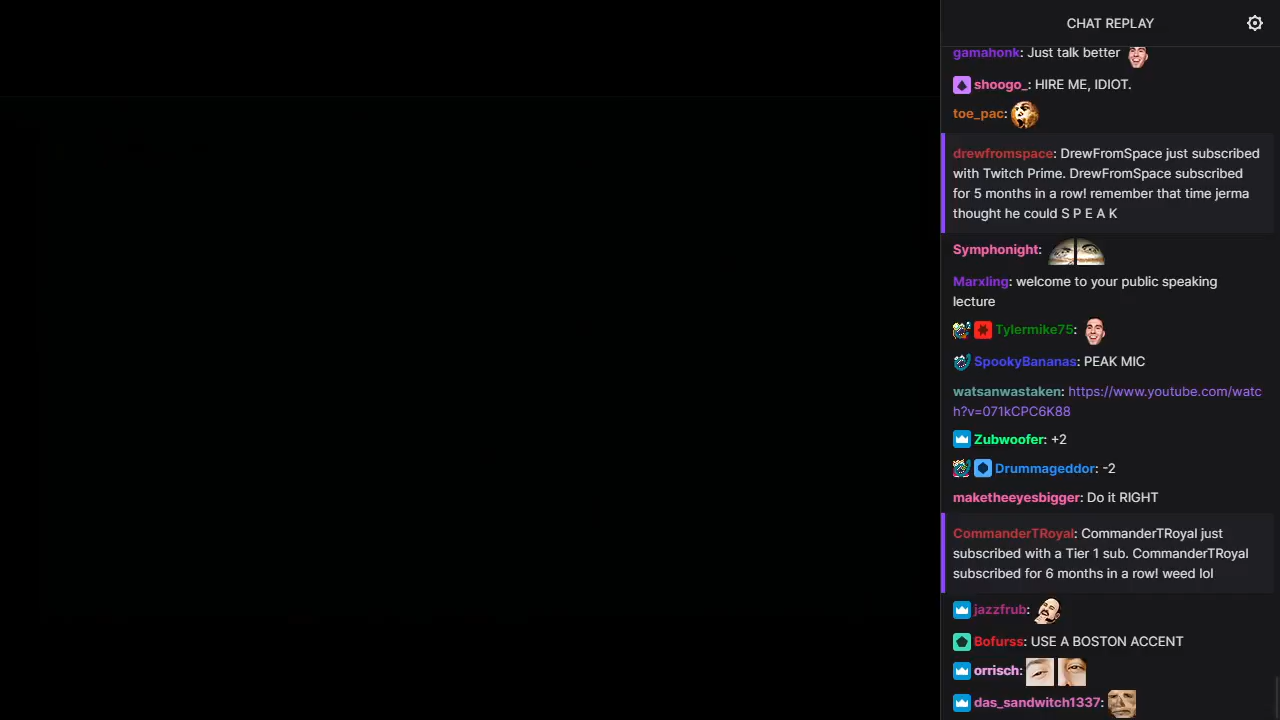 CHAT REPLAY
gamahonk: Just talk better
shoogo_: HIRE ME, IDIOT.
toe_pac:
drewfromspace: DrewFromSpace just subscribed
with Twitch Prime. DrewFromSpace subscribed
for 5 months in a row! remember that time jerma
thought he could S P E A K
Symphonight:
Marxling: welcome to your public speaking
lecture
Tylermike75:
SpookyBananas: PEAK MIC
watsanwastaken: https://www.youtube.com/watc
h?v=071kCPC6K88
Zubwoofer: +2
Drummageddor: -2
maketheeyesbigger: Do it RIGHT
CommanderTRoyal: CommanderTRoyal just
subscribed with a Tier 1 sub. CommanderTRoyal
subscribed for 6 months in a row! weed lol
jazzfrub:
Bofurss: USE A BOSTON ACCENT
orrisch:
das_sandwitch1337: